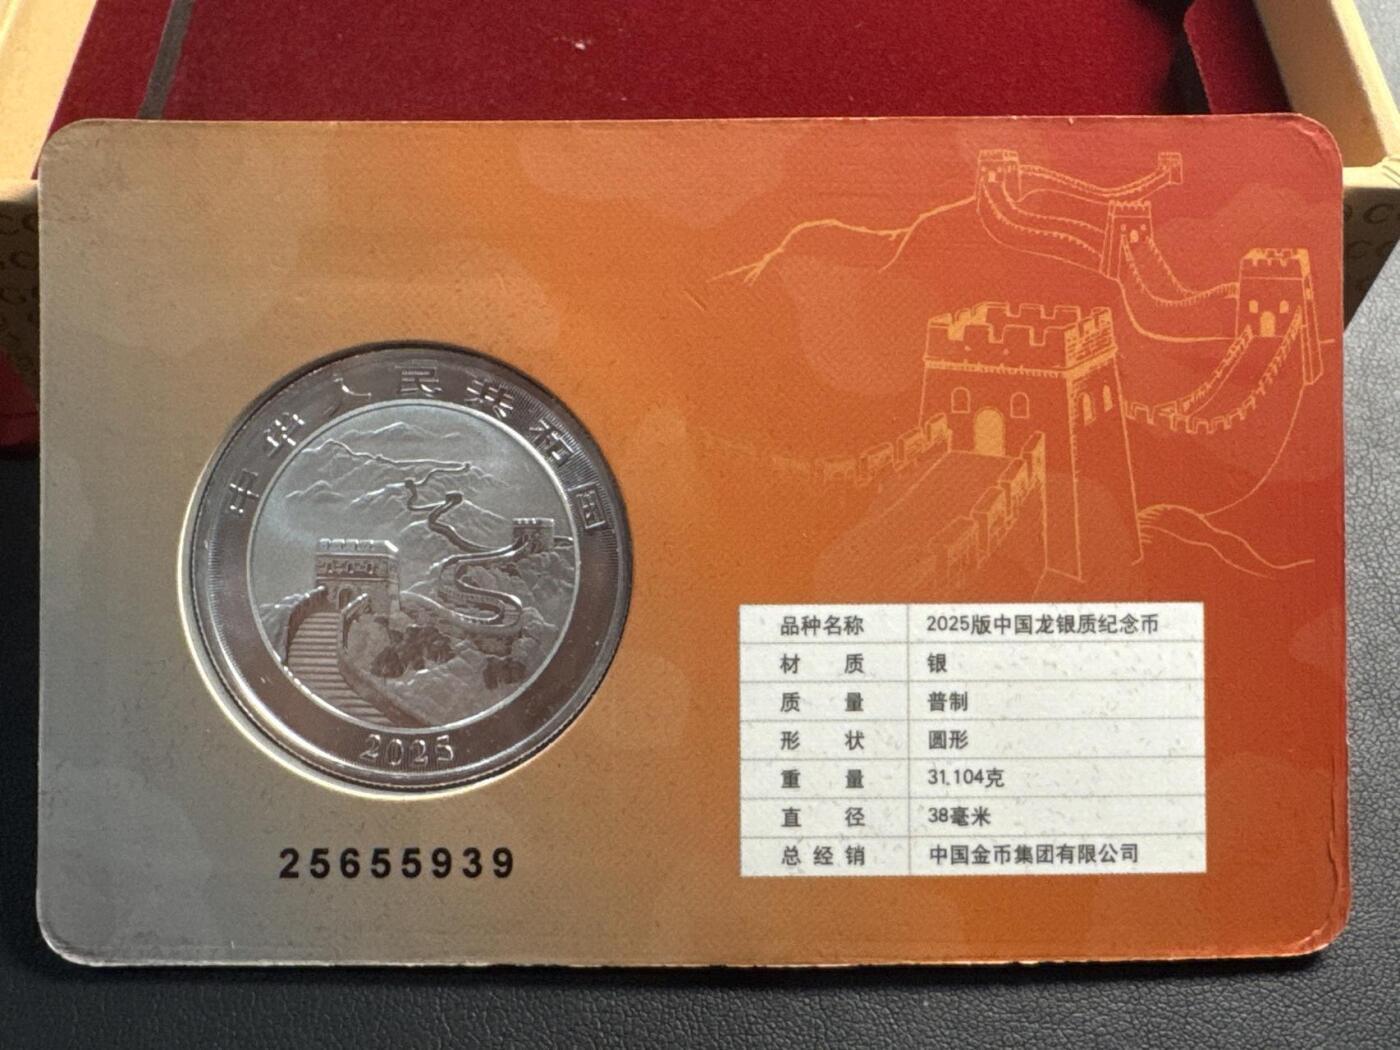 中华人民共和国
2025
25655939
品种名称 2025版中国龙银质纪念币
材质 银
质量 普制
形状 圆形
重量 31.104克
直径 38毫米
总经销 中国金币集团有限公司